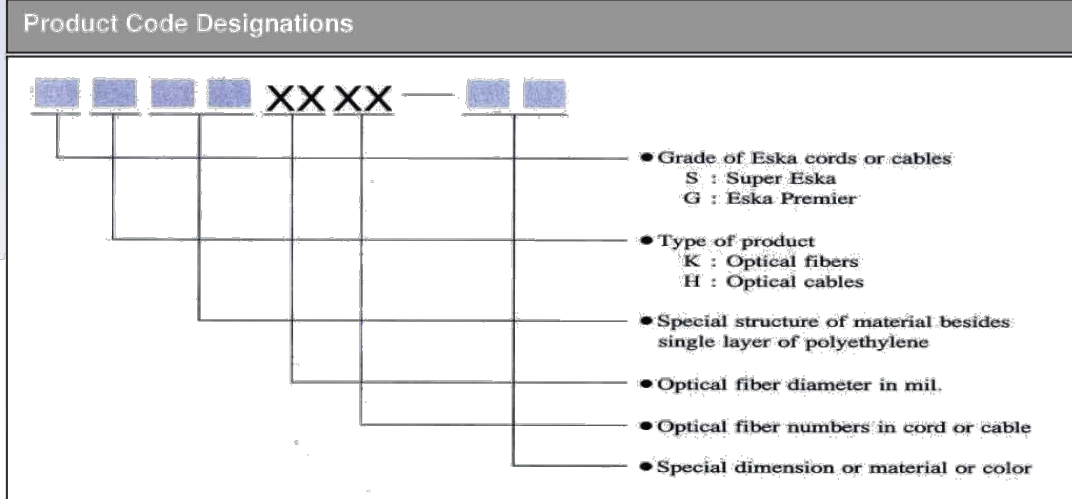 Product Code Designations
XX XX —
● Grade of Eska cords or cables
S : Super Eska
G : Eska Premier
● Type of product
K : Optical fibers
H : Optical cables
● Special structure of material besides
single layer of polyethylene
● Optical fiber diameter in mil.
● Optical fiber numbers in cord or cable
● Special dimension or material or color